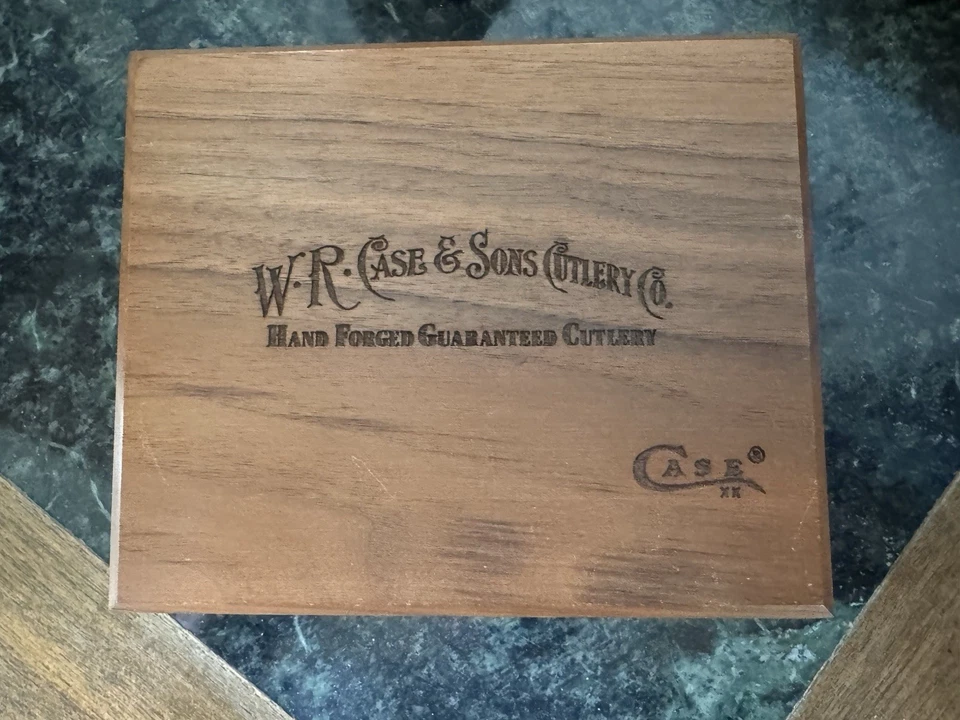 W. R. CASE & SONS CUTLERY CO.
HAND FORGED GUARANTEED CUTLERY
CASE®
XX